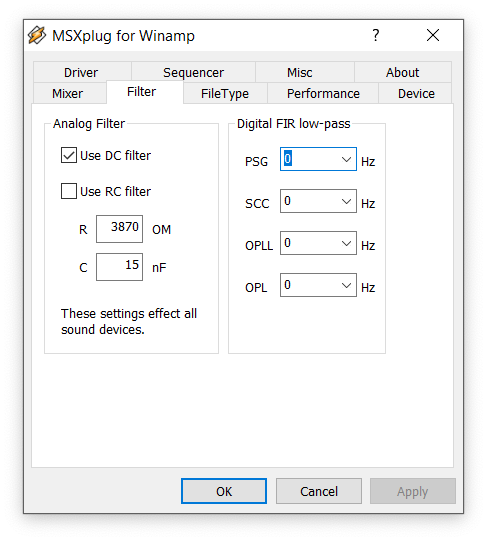 MSXplug for Winamp
?
Driver Sequencer Misc About
Mixer Filter FileType Performance Device
Analog Filter
Use DC filter
Use RC filter
R 3870 OM
C 15 nF
These settings effect all
sound devices.
Digital FIR low-pass
PSG 0 Hz
SCC 0 Hz
OPLL 0 Hz
OPL 0 Hz
OK Cancel Apply